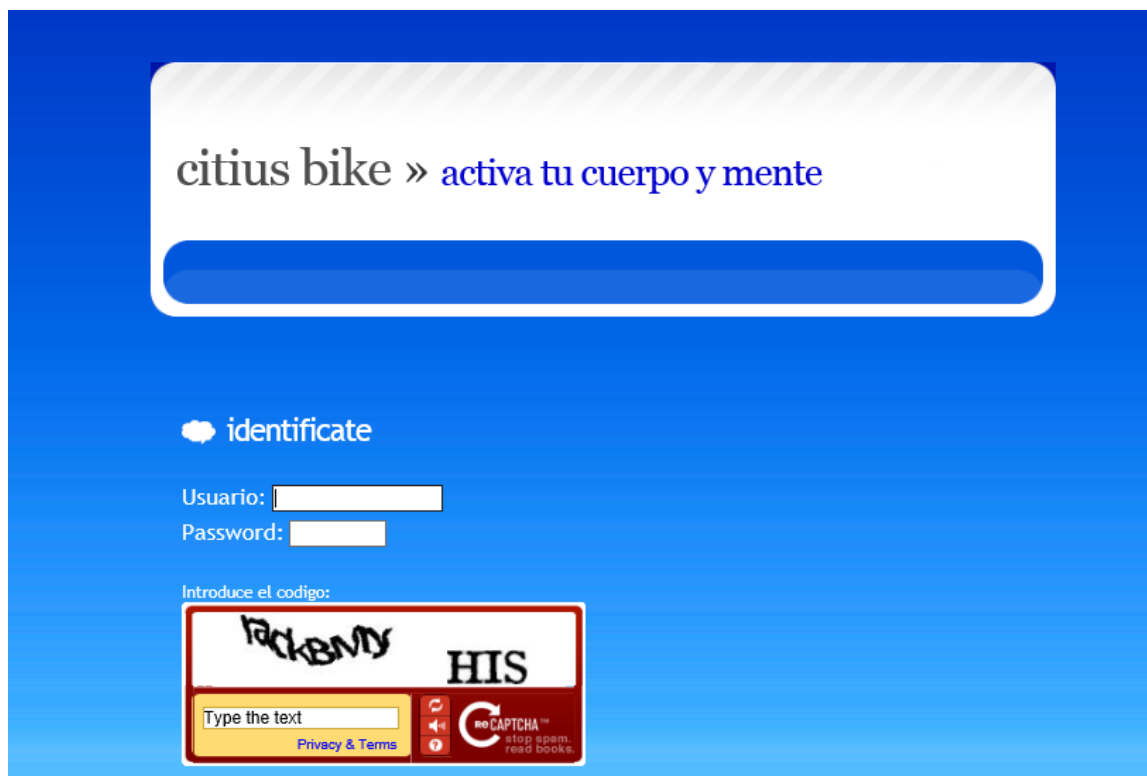 citius bike » activa tu cuerpo y mente
identificate
Usuario:
Password:
Introduce el codigo:
HIS
Type the text
Privacy & Terms
reCAPTCHA™
stop spam.
read books.